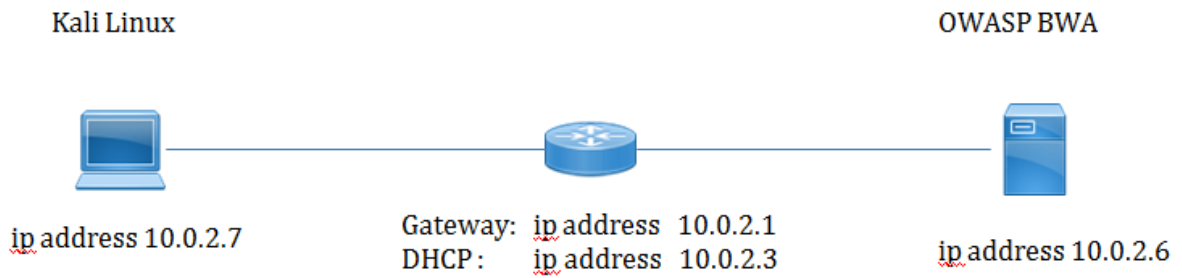 Kali Linux
OWASP BWA
ip address 10.0.2.7
Gateway: ip address 10.0.2.1
DHCP : ip address 10.0.2.3
ip address 10.0.2.6